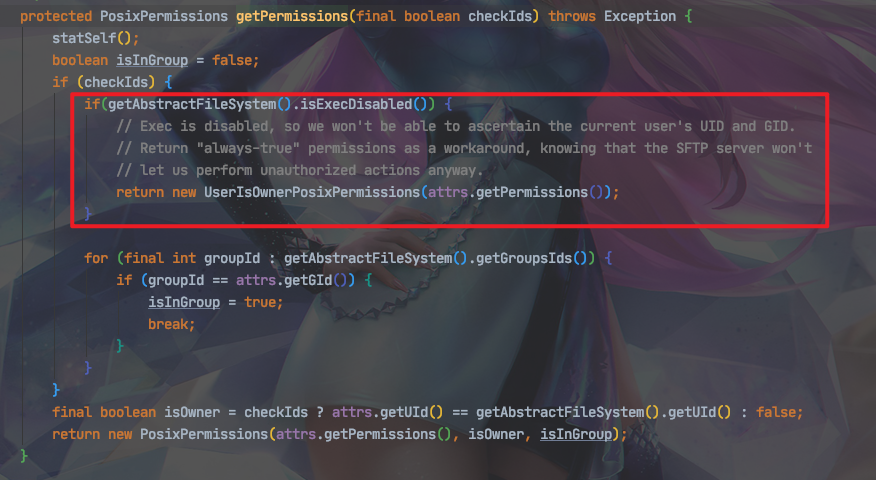 protected PosixPermissions getPermissions(final boolean checkIds) throws Exception {
statSelf();
boolean isInGroup = false;
if (checkIds) {
if(getAbstractFileSystem().isExecDisabled()) {
// Exec is disabled, so we won't be able to ascertain the current user's UID and GID.
// Return "always-true" permissions as a workaround, knowing that the SFTP server won't
// let us perform unauthorized actions anyway.
return new UserIsOwnerPosixPermissions(attrs.getPermissions());
}
for (final int groupId : getAbstractFileSystem().getGroupsIds()) {
if (groupId == attrs.getGId()) {
isInGroup = true;
break;
}
}
}
final boolean isOwner = checkIds ? attrs.getUId() == getAbstractFileSystem().getUId() : false;
return new PosixPermissions(attrs.getPermissions(), isOwner, isInGroup);
}